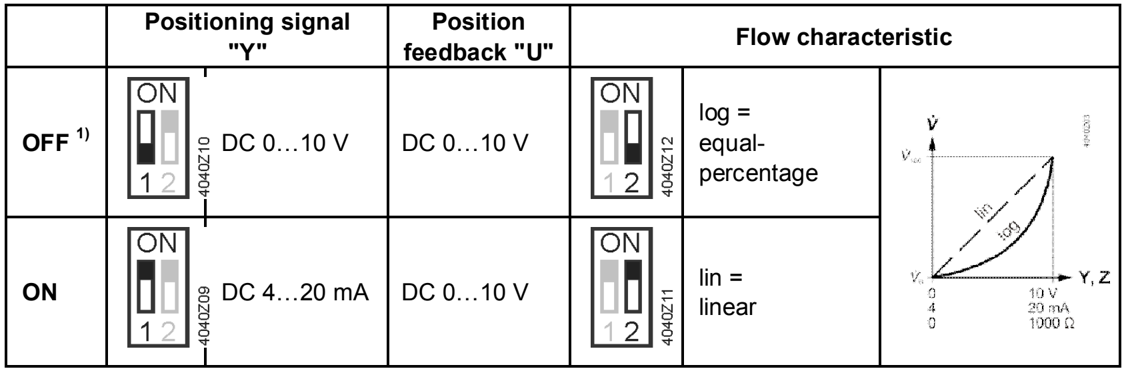 Positioning signal
"Y"
Position
feedback "U"
Flow characteristic
OFF 1)
ON
1 2
4040Z10
DC 0…10 V
DC 0…10 V
ON
1 2
4040Z12
log =
equal-
percentage
ON
ON
1 2
4040Z09
DC 4…20 mA
DC 0…10 V
ON
1 2
4040Z11
lin =
linear
V̇
4040Z03
V̇100
lin
log
V̇0
Y, Z
0
10 V
4
20 mA
0
1000 Ω